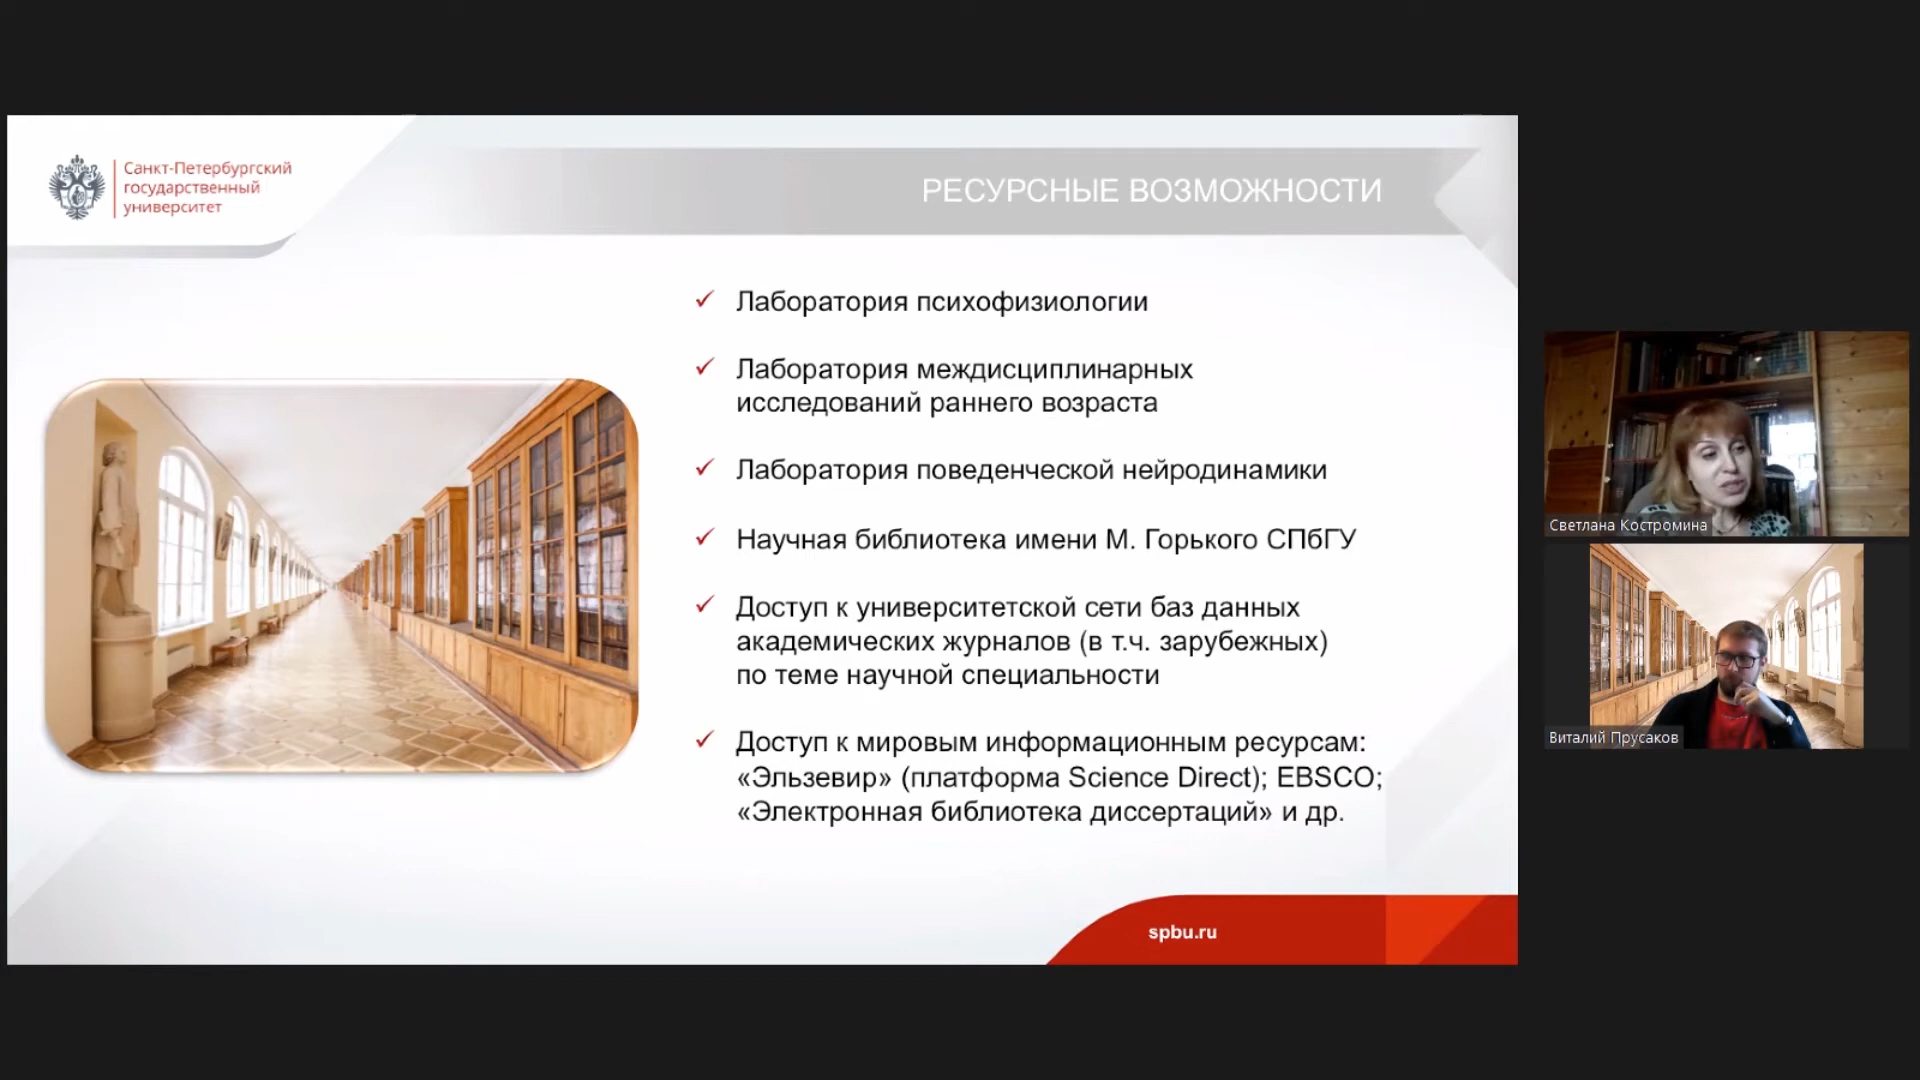 Санкт-Петербургский
государственный
университет
РЕСУРСНЫЕ ВОЗМОЖНОСТИ
Лаборатория психофизиологии
Лаборатория междисциплинарных
исследований раннего возраста
Лаборатория поведенческой нейродинамики
Научная библиотека имени М. Горького СПбГУ
Доступ к университетской сети баз данных
академических журналов (в т.ч. зарубежных)
по теме научной специальности
Доступ к мировым информационным ресурсам:
«Эльзевир» (платформа Science Direct); EBSCO;
«Электронная библиотека диссертаций» и др.
spbu.ru
Светлана Костромина
Виталий Прусаков